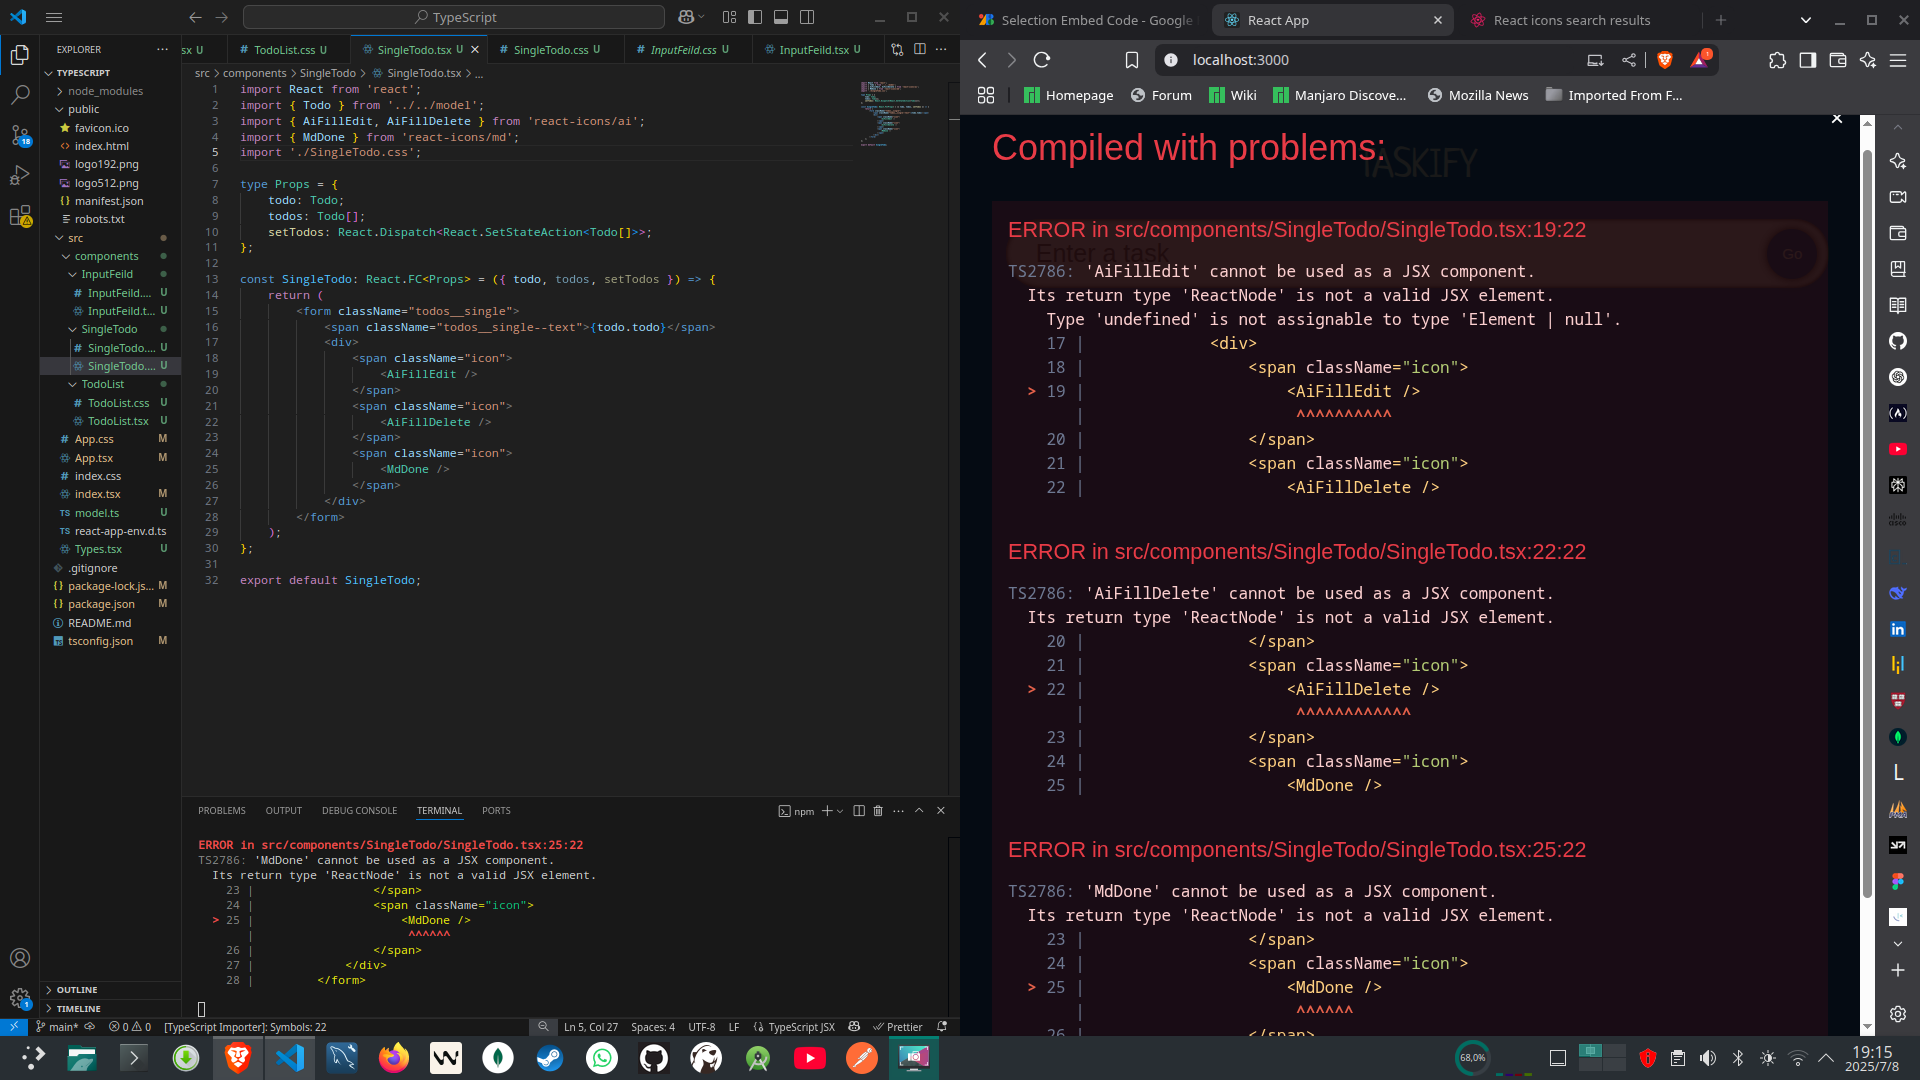 TypeScript
EXPLORER
TYPESCRIPT
node_modules
public
favicon.ico
index.html
logo192.png
logo512.png
manifest.json
robots.txt
src
components
InputFeild
InputFeild.... U
InputFeild.t... U
SingleTodo
SingleTodo.... U
SingleTodo.... U
TodoList
TodoList.css U
TodoList.tsx U
App.css M
App.tsx M
index.css
index.tsx M
model.ts U
react-app-env.d.ts
Types.tsx U
.gitignore
package-lock.js... M
package.json M
README.md
tsconfig.json M
OUTLINE
TIMELINE
18
1
sx U
TodoList.css U
SingleTodo.tsx U
SingleTodo.css U
InputFeild.css U
InputFeild.tsx U
src > components > SingleTodo > SingleTodo.tsx > ...
1 import React from 'react';
2 import { Todo } from '../../model';
3 import { AiFillEdit, AiFillDelete } from 'react-icons/ai';
4 import { MdDone } from 'react-icons/md';
5 import './SingleTodo.css';
6
7 type Props = {
8 todo: Todo;
9 todos: Todo[];
10 setTodos: React.Dispatch<React.SetStateAction<Todo[]>>;
11 };
12
13 const SingleTodo: React.FC<Props> = ({ todo, todos, setTodos }) => {
14 return (
15 <form className="todos__single">
16 <span className="todos__single--text">{todo.todo}</span>
17 <div>
18 <span className="icon">
19 <AiFillEdit />
20 </span>
21 <span className="icon">
22 <AiFillDelete />
23 </span>
24 <span className="icon">
25 <MdDone />
26 </span>
27 </div>
28 </form>
29 );
30 };
31
32 export default SingleTodo;
PROBLEMS OUTPUT DEBUG CONSOLE TERMINAL PORTS
npm
ERROR in src/components/SingleTodo/SingleTodo.tsx:25:22
TS2786: 'MdDone' cannot be used as a JSX component.
Its return type 'ReactNode' is not a valid JSX element.
23 | </span>
24 | <span className="icon">
> 25 | <MdDone />
| ^^^^^^
26 | </span>
27 | </div>
28 | </form>
main* 0 0 [TypeScript Importer]: Symbols: 22 Ln 5, Col 27 Spaces: 4 UTF-8 LF TypeScript JSX Prettier
Selection Embed Code - Google
React App
React icons search results
localhost:3000
1
Homepage Forum Wiki Manjaro Discove... Mozilla News Imported From F...
TASKIFY
Compiled with problems:
Enter a task
Go
ERROR in src/components/SingleTodo/SingleTodo.tsx:19:22
TS2786: 'AiFillEdit' cannot be used as a JSX component.
Its return type 'ReactNode' is not a valid JSX element.
Type 'undefined' is not assignable to type 'Element | null'.
17 | <div>
18 | <span className="icon">
> 19 | <AiFillEdit />
| ^^^^^^^^^^
20 | </span>
21 | <span className="icon">
22 | <AiFillDelete />
ERROR in src/components/SingleTodo/SingleTodo.tsx:22:22
TS2786: 'AiFillDelete' cannot be used as a JSX component.
Its return type 'ReactNode' is not a valid JSX element.
20 | </span>
21 | <span className="icon">
> 22 | <AiFillDelete />
| ^^^^^^^^^^^^
23 | </span>
24 | <span className="icon">
25 | <MdDone />
ERROR in src/components/SingleTodo/SingleTodo.tsx:25:22
TS2786: 'MdDone' cannot be used as a JSX component.
Its return type 'ReactNode' is not a valid JSX element.
23 | </span>
24 | <span className="icon">
> 25 | <MdDone />
| ^^^^^^
26 | </span>
68,0%
19:15
2025/7/8